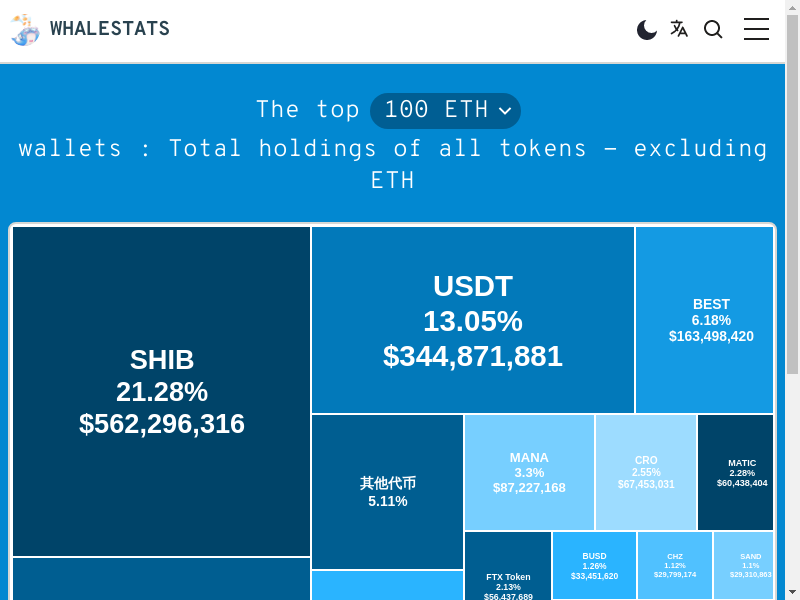 WHALESTATS
The top 100 ETH
wallets : Total holdings of all tokens – excluding
ETH
SHIB
21.28%
$562,296,316
USDT
13.05%
$344,871,881
BEST
6.18%
$163,498,420
其他代币
5.11%
MANA
3.3%
$87,227,168
CRO
2.55%
$67,453,031
MATIC
2.28%
$60,438,404
FTX Token
2.13%
$56,437,689
BUSD
1.26%
$33,451,620
CHZ
1.12%
$29,799,174
SAND
1.1%
$29,310,863